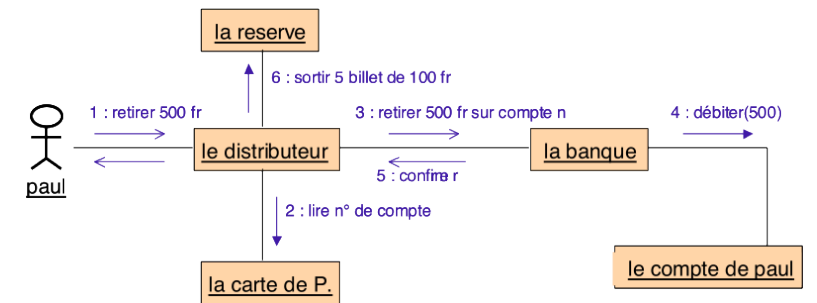 la reserve
6 : sortir 5 billet de 100 fr
1 : retirer 500 fr
3 : retirer 500 fr sur compte n
4 : débiter(500)
le distributeur
la banque
5 : confirmer
paul
2 : lire n° de compte
la carte de P.
le compte de paul